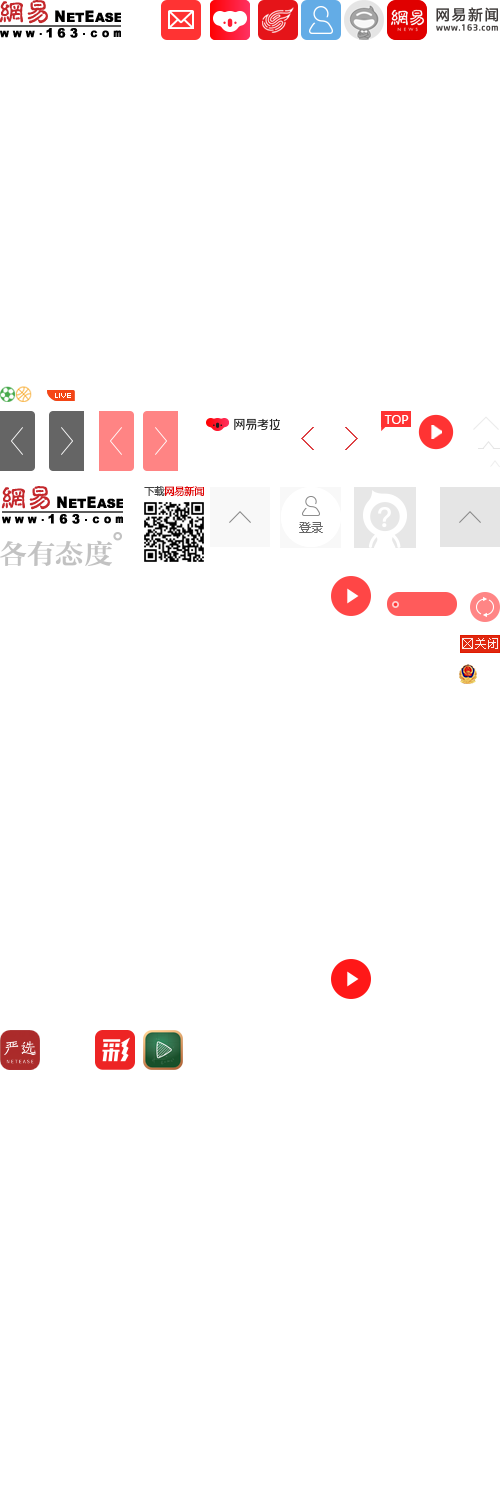 網易 NETEASE
www.163.com
網易
NEWS
网易新闻
www.163.com
LIVE
网易考拉
TOP
網易 NETEASE
www.163.com
各有态度
下载网易新闻
登录
?
关闭
严选
NETEASE
彩